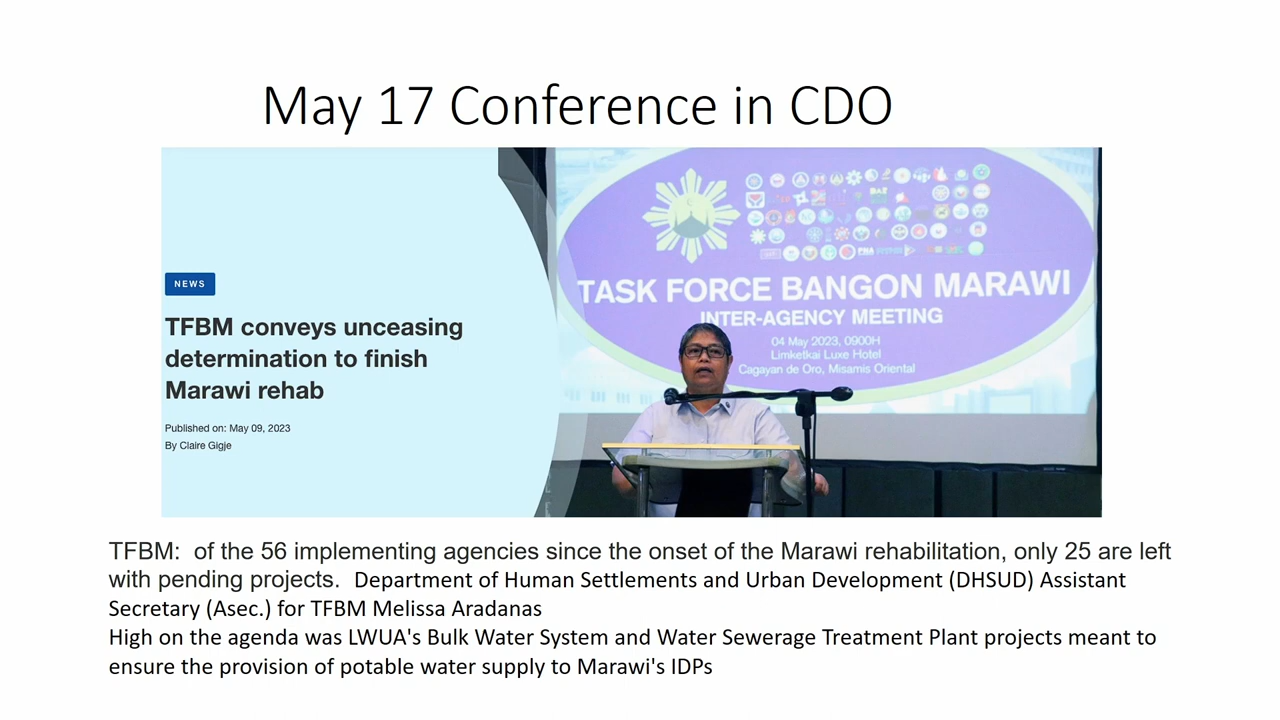 May 17 Conference in CDO
NEWS
TFBM conveys unceasing
determination to finish
Marawi rehab
Published on: May 09, 2023
By Claire Gigje
TASK FORCE BANGON MARAWI
INTER-AGENCY MEETING
04 May 2023, 0900H
Limketkai Luxe Hotel
Cagayan de Oro, Misamis Oriental
TFBM:  of the 56 implementing agencies since the onset of the Marawi rehabilitation, only 25 are left
with pending projects.  Department of Human Settlements and Urban Development (DHSUD) Assistant
Secretary (Asec.) for TFBM Melissa Aradanas
High on the agenda was LWUA's Bulk Water System and Water Sewerage Treatment Plant projects meant to
ensure the provision of potable water supply to Marawi's IDPs